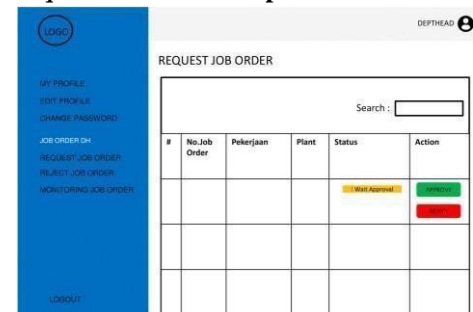 LOGO
DEPTHEAD
REQUEST JOB ORDER
MY PROFILE
EDIT PROFILE
CHANGE PASSWORD
JOB ORDER DH
REQUEST JOB ORDER
REJECT JOB ORDER
MONITORING JOB ORDER
LOGOUT
Search :
# No.Job Order Pekerjaan Plant Status Action
! Wait Approval APPROVE
REJECT